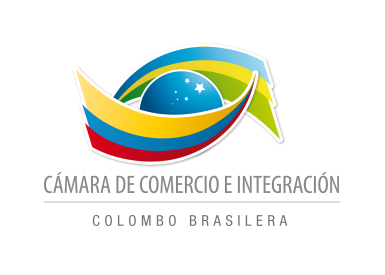 CÁMARA DE COMERCIO E INTEGRACIÓN
COLOMBO BRASILERA